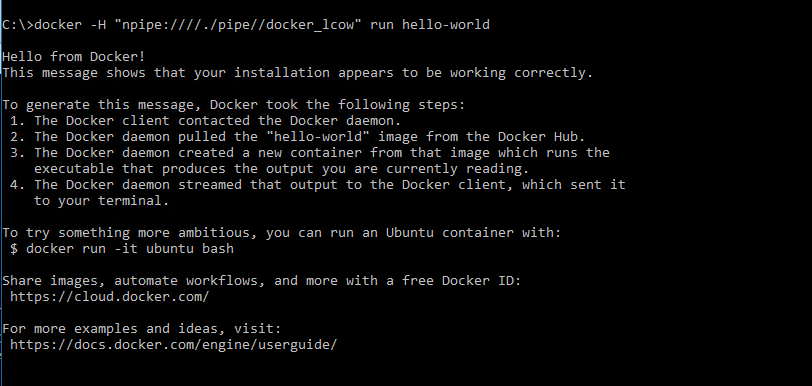 C:\>docker -H "npipe:////./pipe//docker_lcow" run hello-world
Hello from Docker!
This message shows that your installation appears to be working correctly.
To generate this message, Docker took the following steps:
1. The Docker client contacted the Docker daemon.
2. The Docker daemon pulled the "hello-world" image from the Docker Hub.
3. The Docker daemon created a new container from that image which runs the
executable that produces the output you are currently reading.
4. The Docker daemon streamed that output to the Docker client, which sent it
to your terminal.
To try something more ambitious, you can run an Ubuntu container with:
$ docker run -it ubuntu bash
Share images, automate workflows, and more with a free Docker ID:
https://cloud.docker.com/
For more examples and ideas, visit:
https://docs.docker.com/engine/userguide/